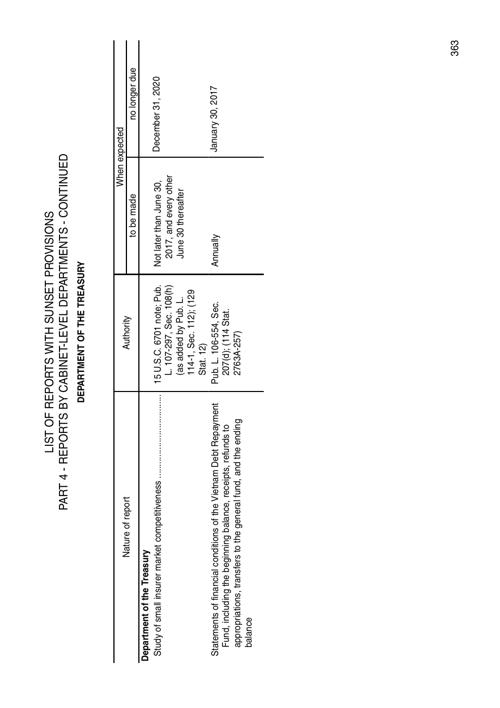 LIST OF REPORTS WITH SUNSET PROVISIONS
PART 4 - REPORTS BY CABINET-LEVEL DEPARTMENTS - CONTINUED
DEPARTMENT OF THE TREASURY
Nature of report
Authority
When expected
to be made
no longer due
Department of the Treasury
Study of small insurer market competitiveness ................................
15 U.S.C. 6701 note; Pub.
L. 107-297, Sec. 108(h)
(as added by Pub. L.
114-1, Sec. 112); (129
Stat. 12)
Not later than June 30,
2017, and every other
June 30 thereafter
December 31, 2020
Statements of financial conditions of the Vietnam Debt Repayment
Fund, including the beginning balance, receipts, refunds to
appropriations, transfers to the general fund, and the ending
balance
Pub. L. 106-554, Sec.
207(d); (114 Stat.
2763A-257)
Annually
January 30, 2017
363